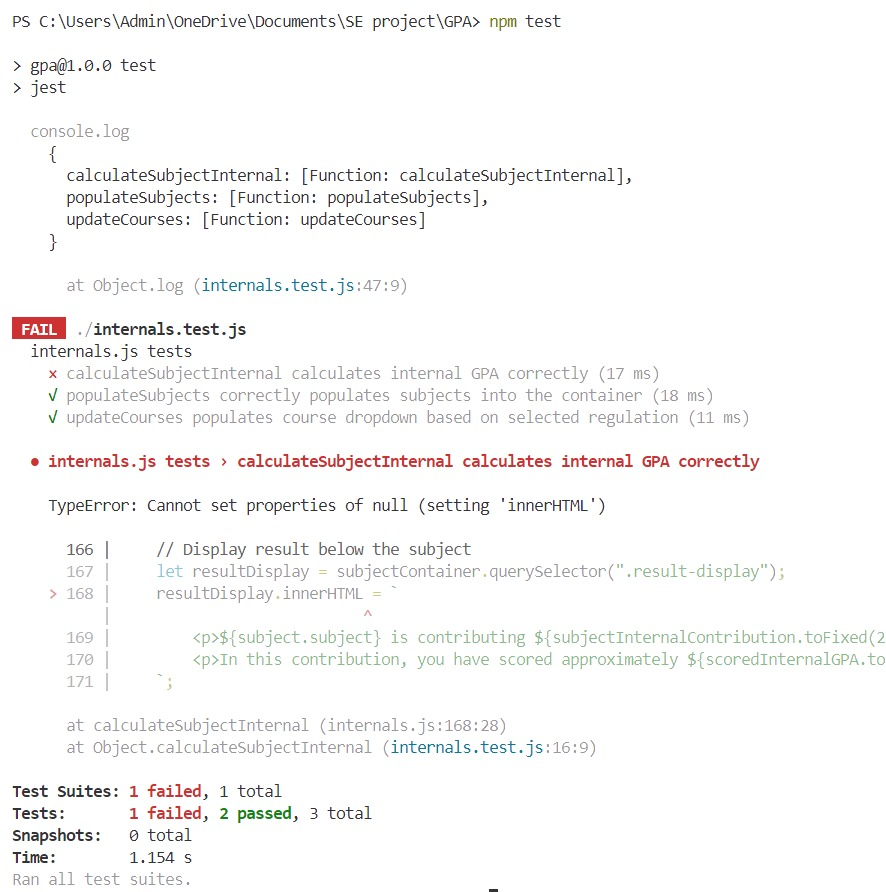 PS C:\Users\Admin\OneDrive\Documents\SE project\GPA> npm test
> gpa@1.0.0 test
> jest
console.log
{
calculateSubjectInternal: [Function: calculateSubjectInternal],
populateSubjects: [Function: populateSubjects],
updateCourses: [Function: updateCourses]
}
at Object.log (internals.test.js:47:9)
FAIL ./internals.test.js
internals.js tests
× calculateSubjectInternal calculates internal GPA correctly (17 ms)
√ populateSubjects correctly populates subjects into the container (18 ms)
√ updateCourses populates course dropdown based on selected regulation (11 ms)
● internals.js tests › calculateSubjectInternal calculates internal GPA correctly
TypeError: Cannot set properties of null (setting 'innerHTML')
166 | // Display result below the subject
167 | let resultDisplay = subjectContainer.querySelector(".result-display");
> 168 | resultDisplay.innerHTML = `
| ^
169 | <p>${subject.subject} is contributing ${subjectInternalContribution.toFixed(2
170 | <p>In this contribution, you have scored approximately ${scoredInternalGPA.to
171 | `;
at calculateSubjectInternal (internals.js:168:28)
at Object.calculateSubjectInternal (internals.test.js:16:9)
Test Suites: 1 failed, 1 total
Tests: 1 failed, 2 passed, 3 total
Snapshots: 0 total
Time: 1.154 s
Ran all test suites.